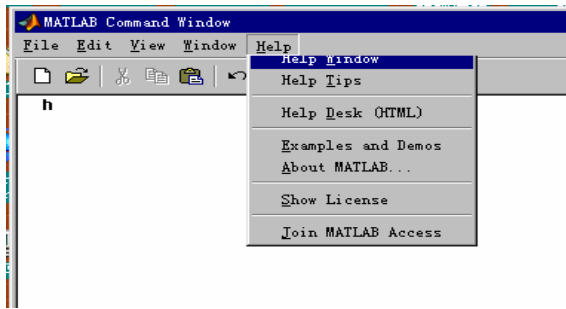 MATLAB Command Window
File Edit View Window Help
Help Window
Help Tips
h
Help Desk (HTML)
Examples and Demos
About MATLAB...
Show License
Join MATLAB Access